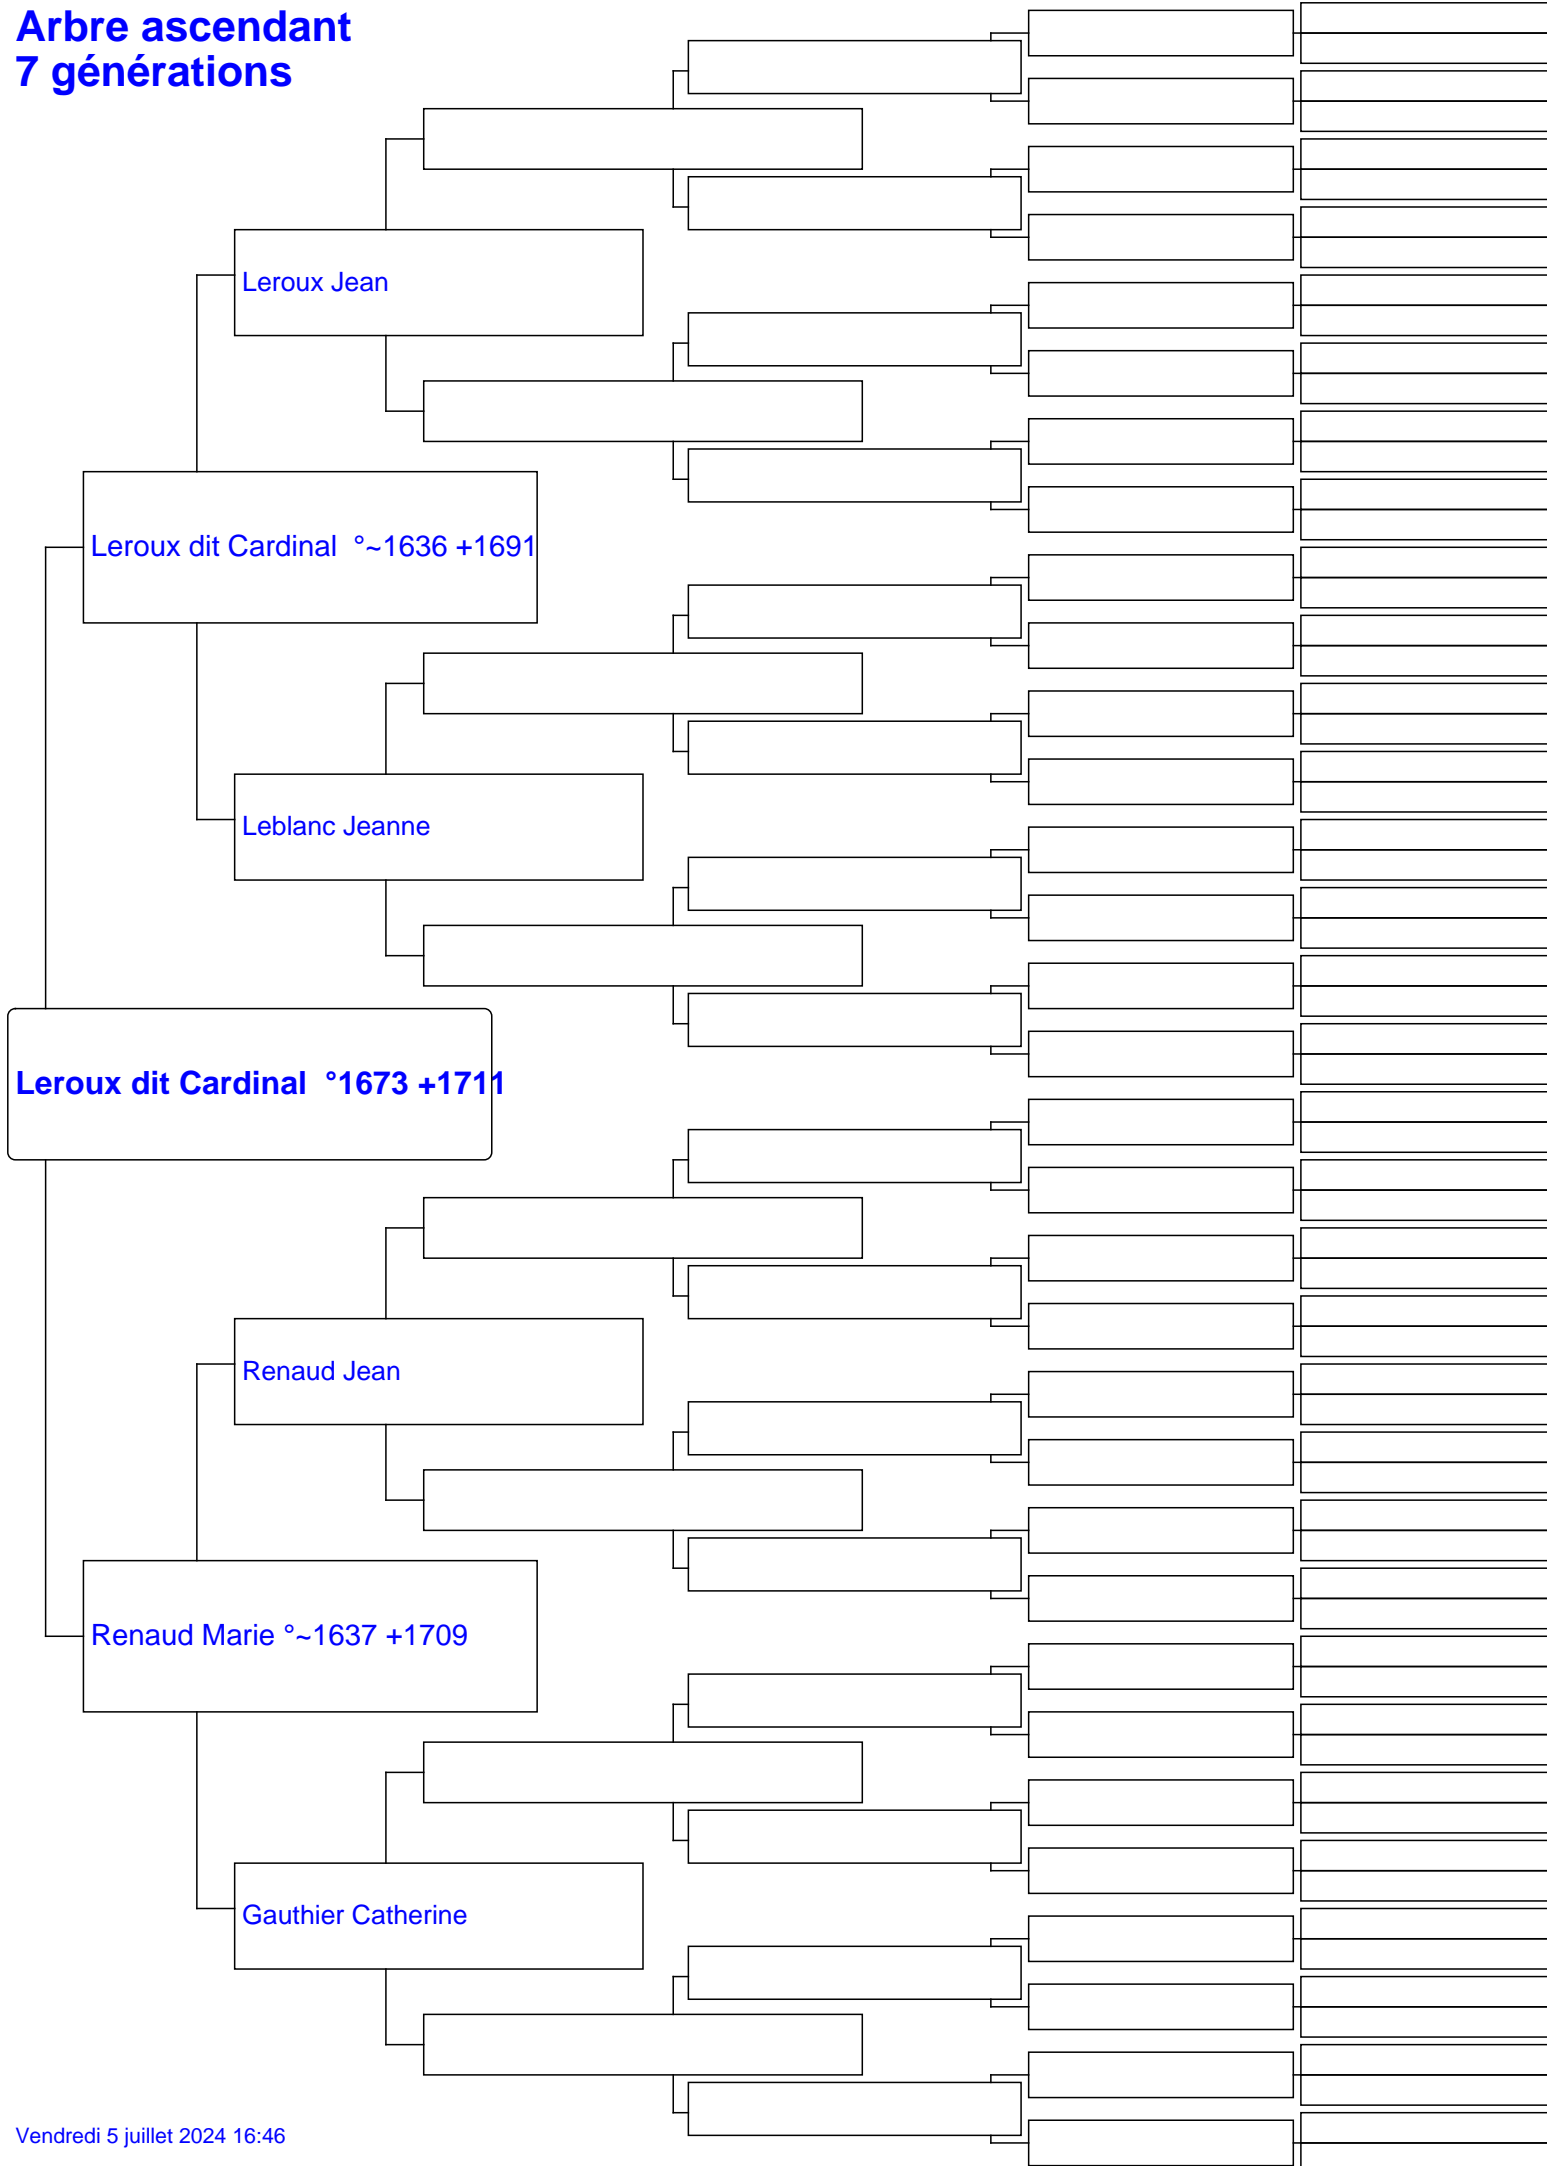 Arbre ascendant
7 générations
Leroux Jean
Leroux dit Cardinal  °~1636 +1691
Leblanc Jeanne
Leroux dit Cardinal  °1673 +1711
Renaud Jean
Renaud Marie °~1637 +1709
Gauthier Catherine
Vendredi 5 juillet 2024 16:46